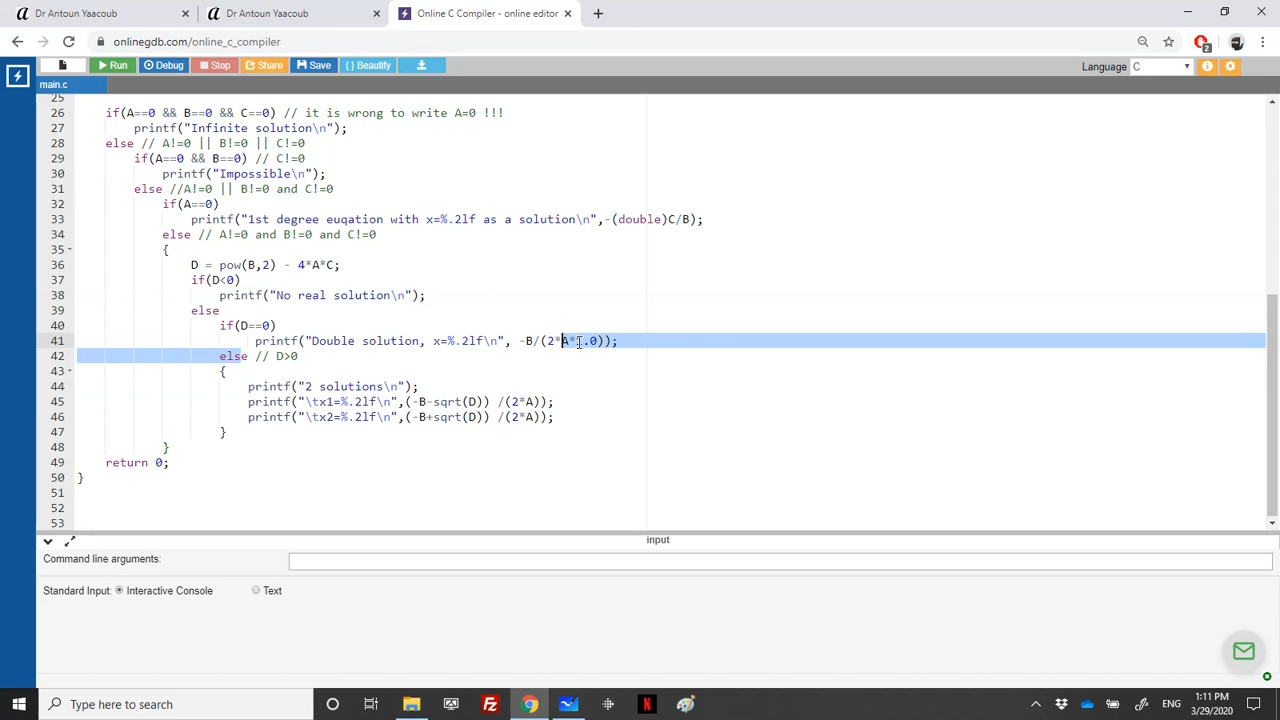 Dr Antoun Yaacoub
Dr Antoun Yaacoub
Online C Compiler - online editor
onlinegdb.com/online_c_compiler
2
Run
Debug
Stop
Share
Save
{ } Beautify
Language C
main.c
25
26 if(A==0 && B==0 && C==0) // it is wrong to write A=0 !!!
27 printf("Infinite solution\n");
28 else // A!=0 || B!=0 || C!=0
29 if(A==0 && B==0) // C!=0
30 printf("Impossible\n");
31 else //A!=0 || B!=0 and C!=0
32 if(A==0)
33 printf("1st degree euqation with x=%.2lf as a solution\n",-(double)C/B);
34 else // A!=0 and B!=0 and C!=0
35 {
36 D = pow(B,2) - 4*A*C;
37 if(D<0)
38 printf("No real solution\n");
39 else
40 if(D==0)
41 printf("Double solution, x=%.2lf\n", -B/(2*A*1.0));
42 else // D>0
43 {
44 printf("2 solutions\n");
45 printf("\tx1=%.2lf\n",(-B-sqrt(D)) /(2*A));
46 printf("\tx2=%.2lf\n",(-B+sqrt(D)) /(2*A));
47 }
48 }
49 return 0;
50 }
51
52
53
input
Command line arguments:
Standard Input: Interactive Console Text
Type here to search
ENG
1:11 PM
3/29/2020